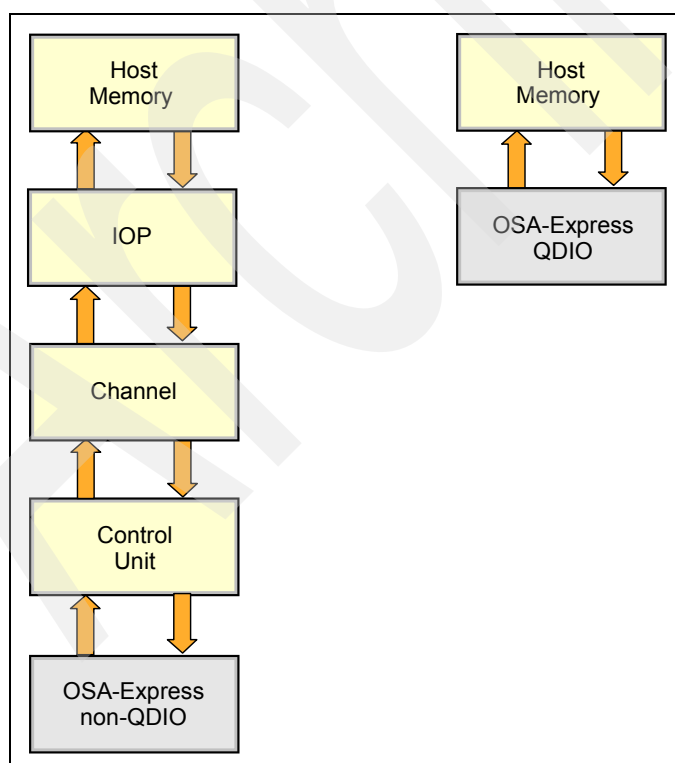 Host
Memory
IOP
Channel
Control
Unit
OSA-Express
non-QDIO
Host
Memory
OSA-Express
QDIO